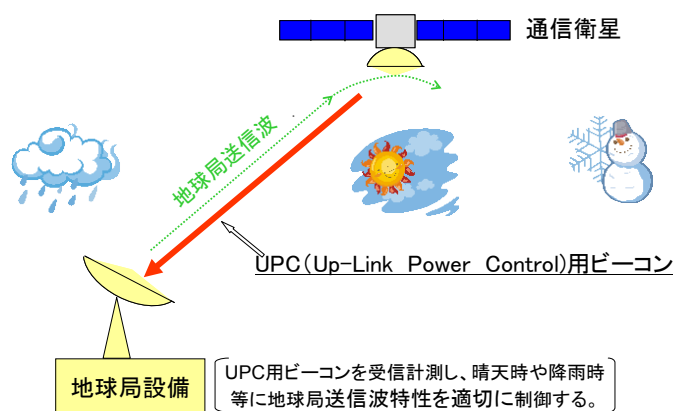 通信衛星
地球局送信波
UPC(Up-Link Power Control)用ビーコン
地球局設備
UPC用ビーコンを受信計測し、晴天時や降雨時
等に地球局送信波特性を適切に制御する。